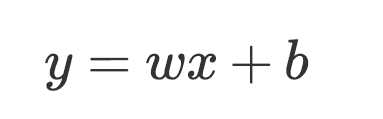 y = wx + b